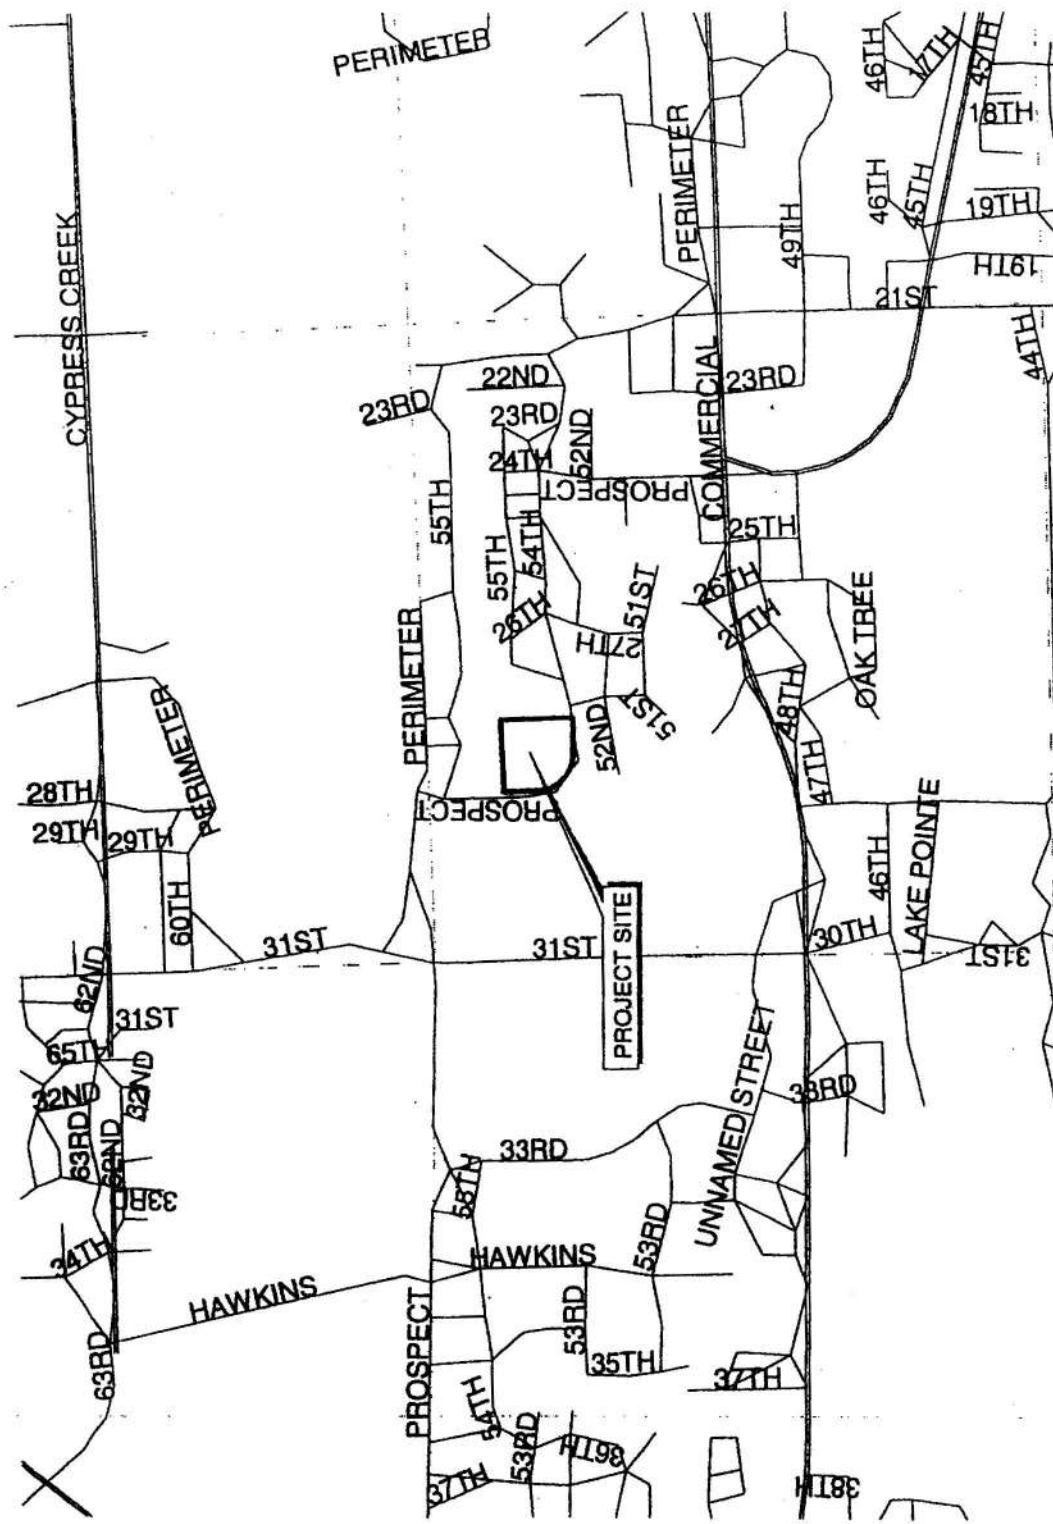 PERIMETER
46TH
17TH
45TH
18TH
PERIMETER
46TH
45TH
19TH
CYPRESS CREEK
49TH
19TH
21ST
44TH
22ND
23RD
23RD
COMMERCIAL
23RD
24TH
52ND
PROSPECT
55TH
55TH
54TH
25TH
26TH
26TH
51ST
27TH
27TH
OAK TREE
PERIMETER
51ST
52ND
48TH
47TH
PERIMETER
28TH
PROSPECT
29TH
29TH
46TH
LAKE POINTE
60TH
30TH
31ST
31ST
31ST
PROJECT SITE
62ND
31ST
65TH
UNNAMED STREET
32ND
32ND
33RD
63RD
62ND
33RD
58TH
33RD
53RD
34TH
HAWKINS
HAWKINS
PROSPECT
53RD
35TH
63RD
37TH
54TH
53RD
36TH
37TH
38TH